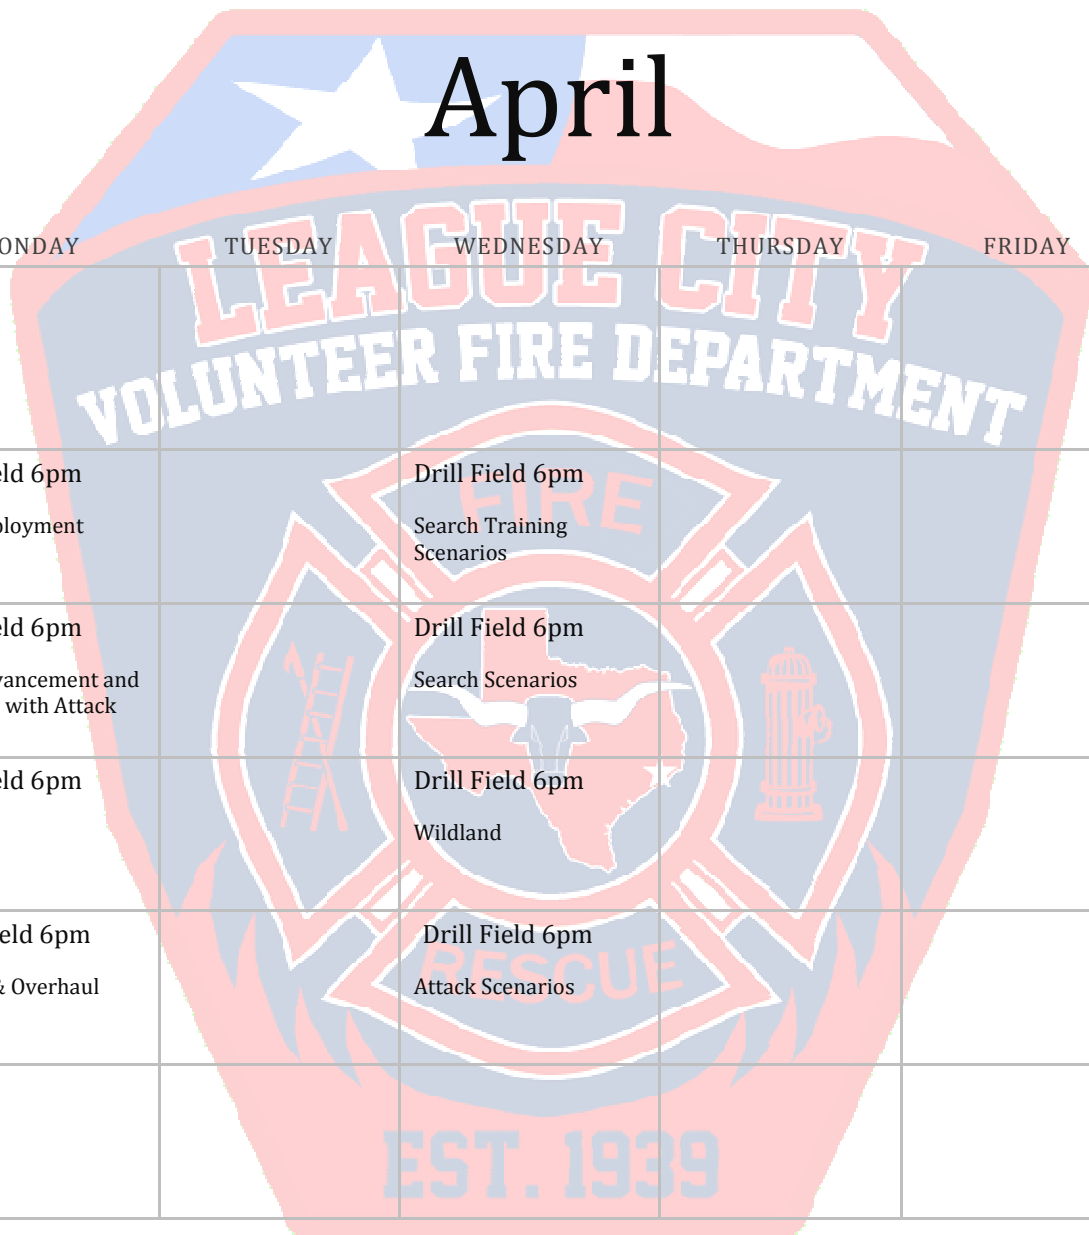 April
ONDAY TUESDAY WEDNESDAY THURSDAY FRIDAY
LEAGUE CITY
VOLUNTEER FIRE DEPARTMENT
FIRE
eld 6pm Drill Field 6pm
ployment Search Training
Scenarios
eld 6pm Drill Field 6pm
vancement and Search Scenarios
with Attack
eld 6pm Drill Field 6pm
Wildland
eld 6pm Drill Field 6pm
RESCUE
& Overhaul Attack Scenarios
EST. 1939